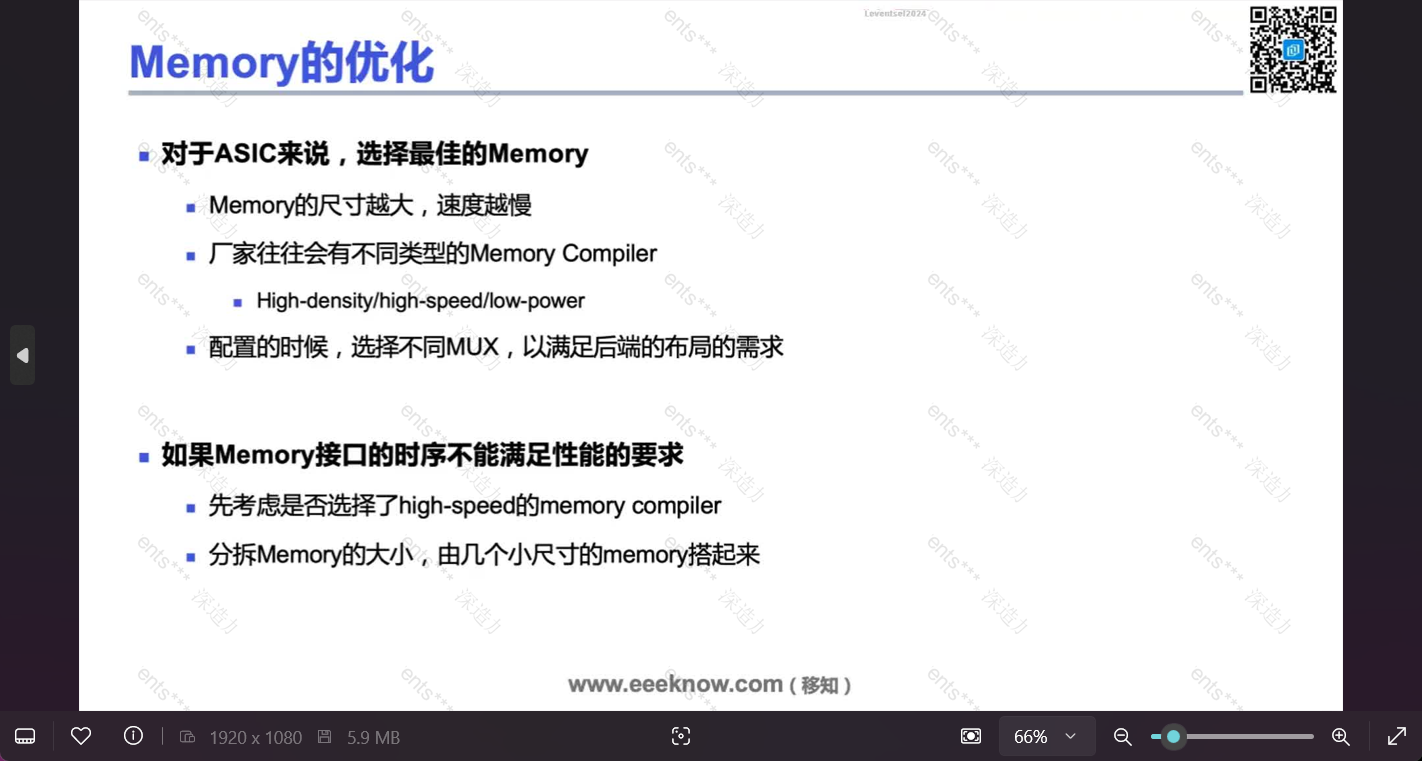 Leventsel2024
Memory的优化
对于ASIC来说，选择最佳的Memory
Memory的尺寸越大，速度越慢
厂家往往会有不同类型的Memory Compiler
High-density/high-speed/low-power
配置的时候，选择不同MUX，以满足后端的布局的需求
如果Memory接口的时序不能满足性能的要求
先考虑是否选择了high-speed的memory compiler
分拆Memory的大小，由几个小尺寸的memory搭起来
www.eeeknow.com（移知）
1920 x 1080 5.9 MB 66%